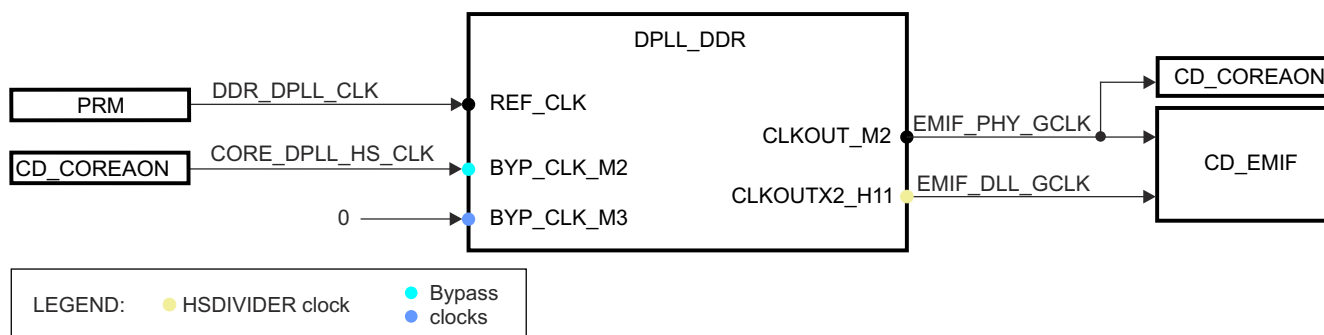 DPLL_DDR
PRM
DDR_DPLL_CLK
REF_CLK
CD_COREAON
CORE_DPLL_HS_CLK
BYP_CLK_M2
0
BYP_CLK_M3
CLKOUT_M2
EMIF_PHY_GCLK
CD_COREAON
CLKOUTX2_H11
EMIF_DLL_GCLK
CD_EMIF
LEGEND:
HSDIVIDER clock
Bypass
clocks